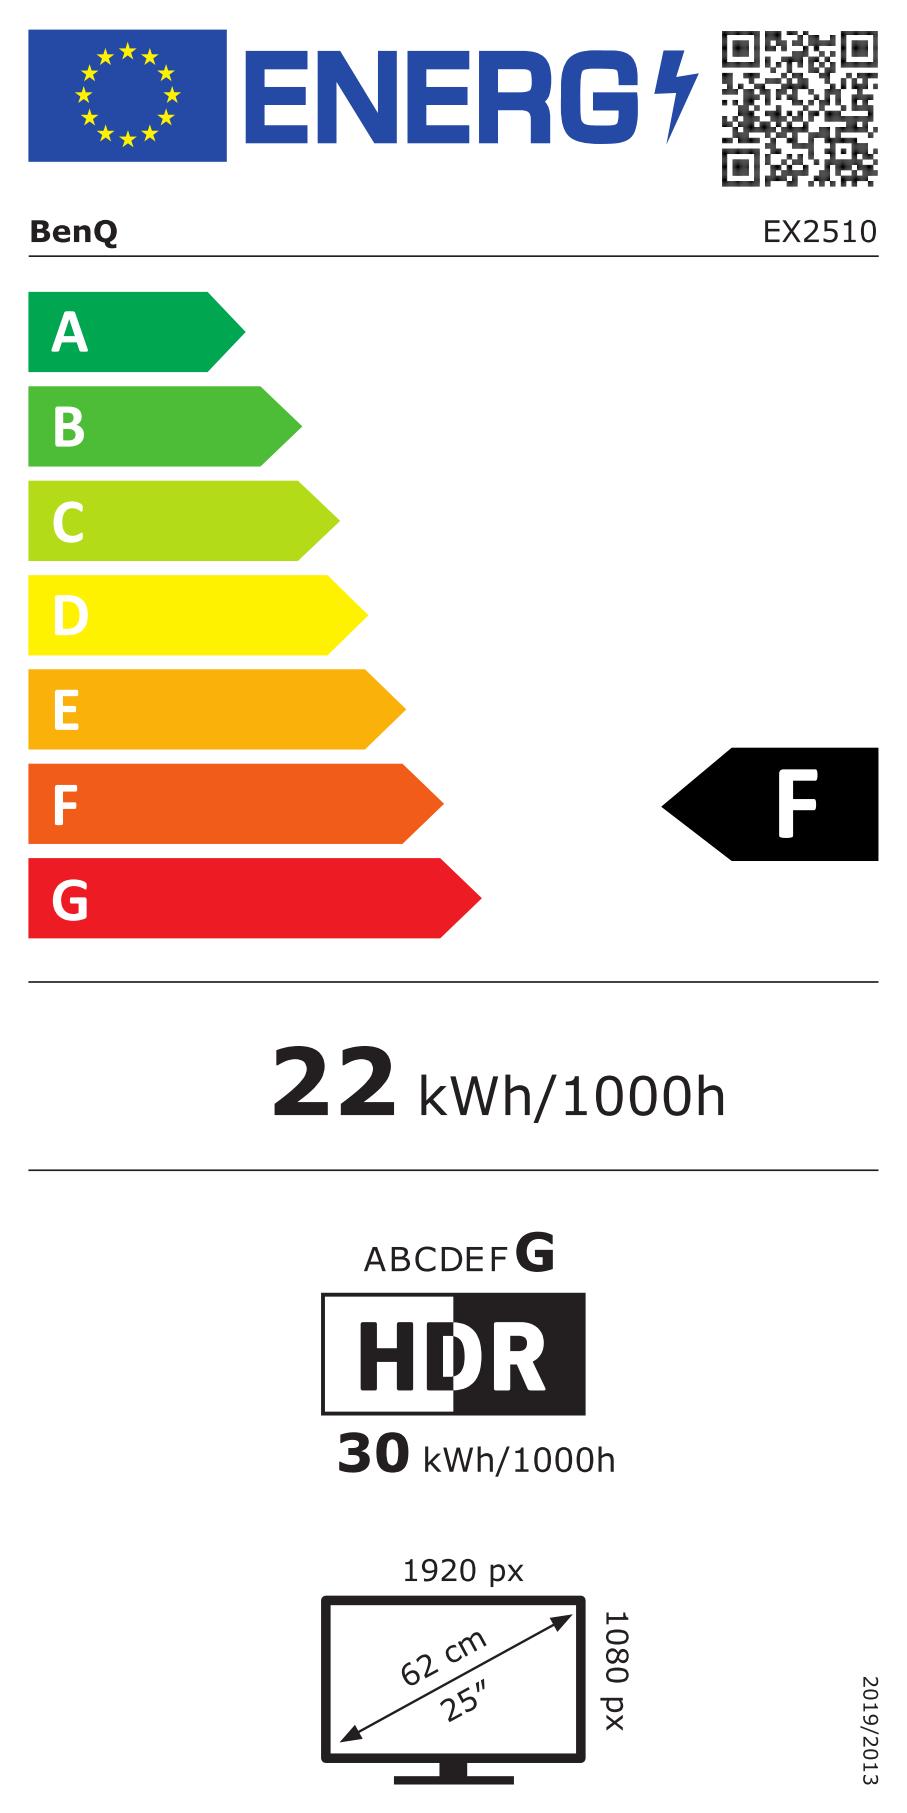 ENERG
BenQ EX2510
A
B
C
D
E
F
F
G
22 kWh/1000h
ABCDEFG
HDR
30 kWh/1000h
1920 px
62 cm
25″
1080 px
2019/2013